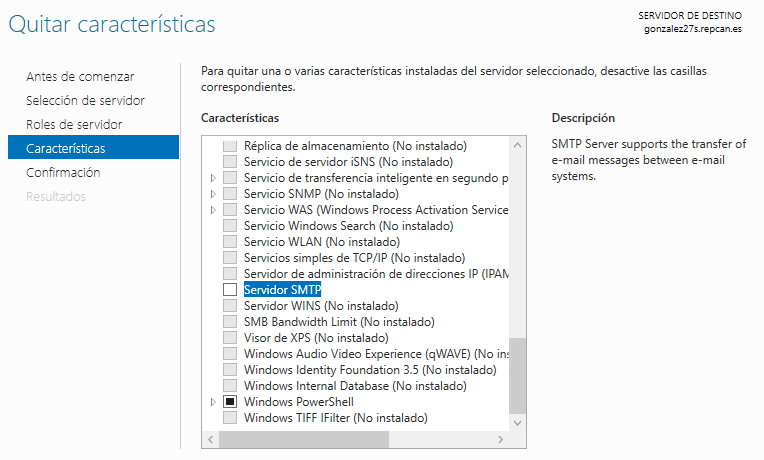 Quitar características
SERVIDOR DE DESTINO
gonzalez27s.repcan.es
Antes de comenzar
Selección de servidor
Roles de servidor
Características
Confirmación
Resultados
Para quitar una o varias características instaladas del servidor seleccionado, desactive las casillas
correspondientes.
Características
Réplica de almacenamiento (No instalado)
Servicio de servidor iSNS (No instalado)
Servicio de transferencia inteligente en segundo p
Servicio SNMP (No instalado)
Servicio WAS (Windows Process Activation Service
Servicio Windows Search (No instalado)
Servicio WLAN (No instalado)
Servicios simples de TCP/IP (No instalado)
Servidor de administración de direcciones IP (IPAM
Servidor SMTP
Servidor WINS (No instalado)
SMB Bandwidth Limit (No instalado)
Visor de XPS (No instalado)
Windows Audio Video Experience (qWAVE) (No ins
Windows Identity Foundation 3.5 (No instalado)
Windows Internal Database (No instalado)
Windows PowerShell
Windows TIFF IFilter (No instalado)
Descripción
SMTP Server supports the transfer of
e-mail messages between e-mail
systems.